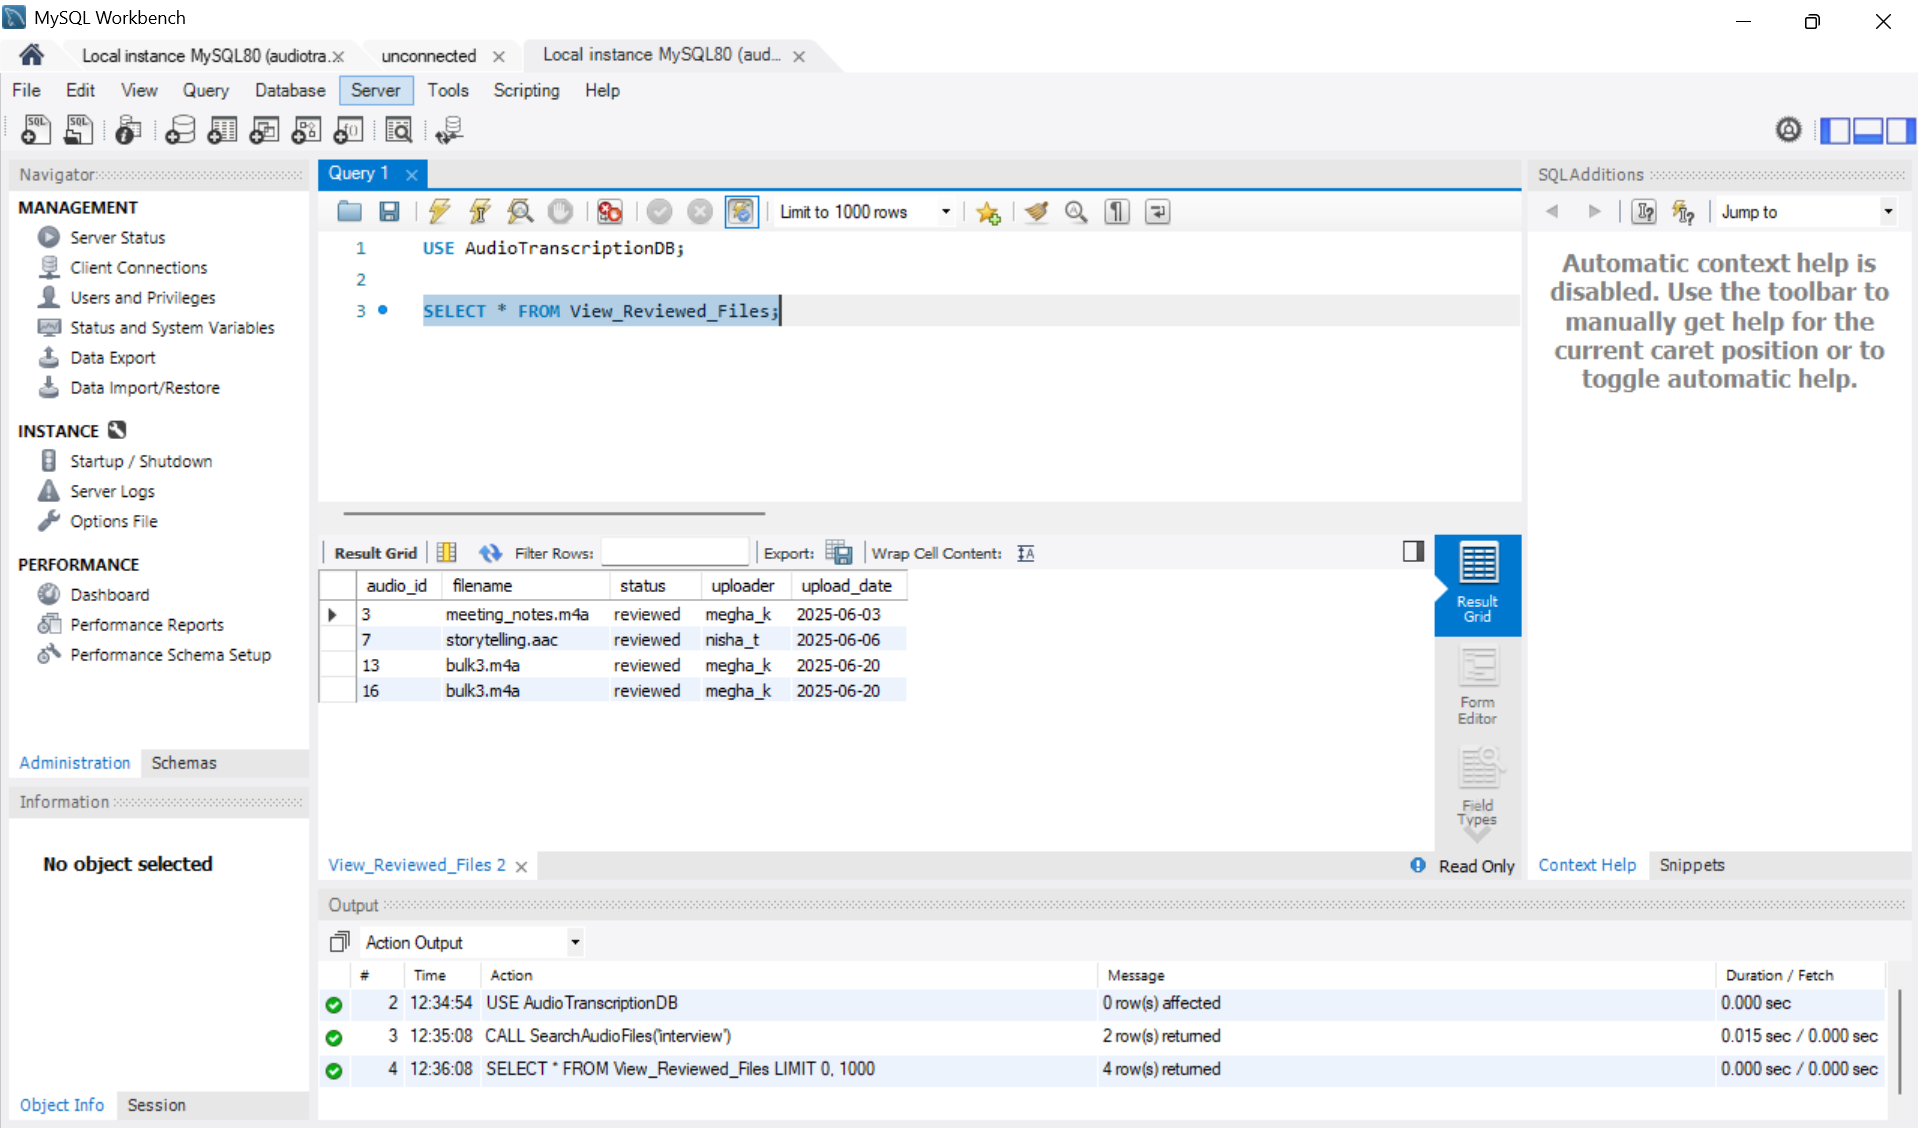 MySQL Workbench
Local instance MySQL80 (audiotra.
unconnected
Local instance MySQL80 (aud...
File Edit View Query Database Server Tools Scripting Help
Navigator
MANAGEMENT
Server Status
Client Connections
Users and Privileges
Status and System Variables
Data Export
Data Import/Restore
INSTANCE
Startup / Shutdown
Server Logs
Options File
PERFORMANCE
Dashboard
Performance Reports
Performance Schema Setup
Administration Schemas
Information
No object selected
Object Info Session
Query 1
Limit to 1000 rows
1 USE AudioTranscriptionDB;
2
3 SELECT * FROM View_Reviewed_Files;
Result Grid Filter Rows: Export: Wrap Cell Content:
audio_id filename status uploader upload_date
3 meeting_notes.m4a reviewed megha_k 2025-06-03
7 storytelling.aac reviewed nisha_t 2025-06-06
13 bulk3.m4a reviewed megha_k 2025-06-20
16 bulk3.m4a reviewed megha_k 2025-06-20
Result
Grid
Form
Editor
Field
Types
View_Reviewed_Files 2
Read Only
SQLAdditions
Jump to
Automatic context help is
disabled. Use the toolbar to
manually get help for the
current caret position or to
toggle automatic help.
Context Help Snippets
Output
Action Output
# Time Action Message Duration / Fetch
2 12:34:54 USE AudioTranscriptionDB 0 row(s) affected 0.000 sec
3 12:35:08 CALL SearchAudioFiles('interview') 2 row(s) returned 0.015 sec / 0.000 sec
4 12:36:08 SELECT * FROM View_Reviewed_Files LIMIT 0, 1000 4 row(s) returned 0.000 sec / 0.000 sec